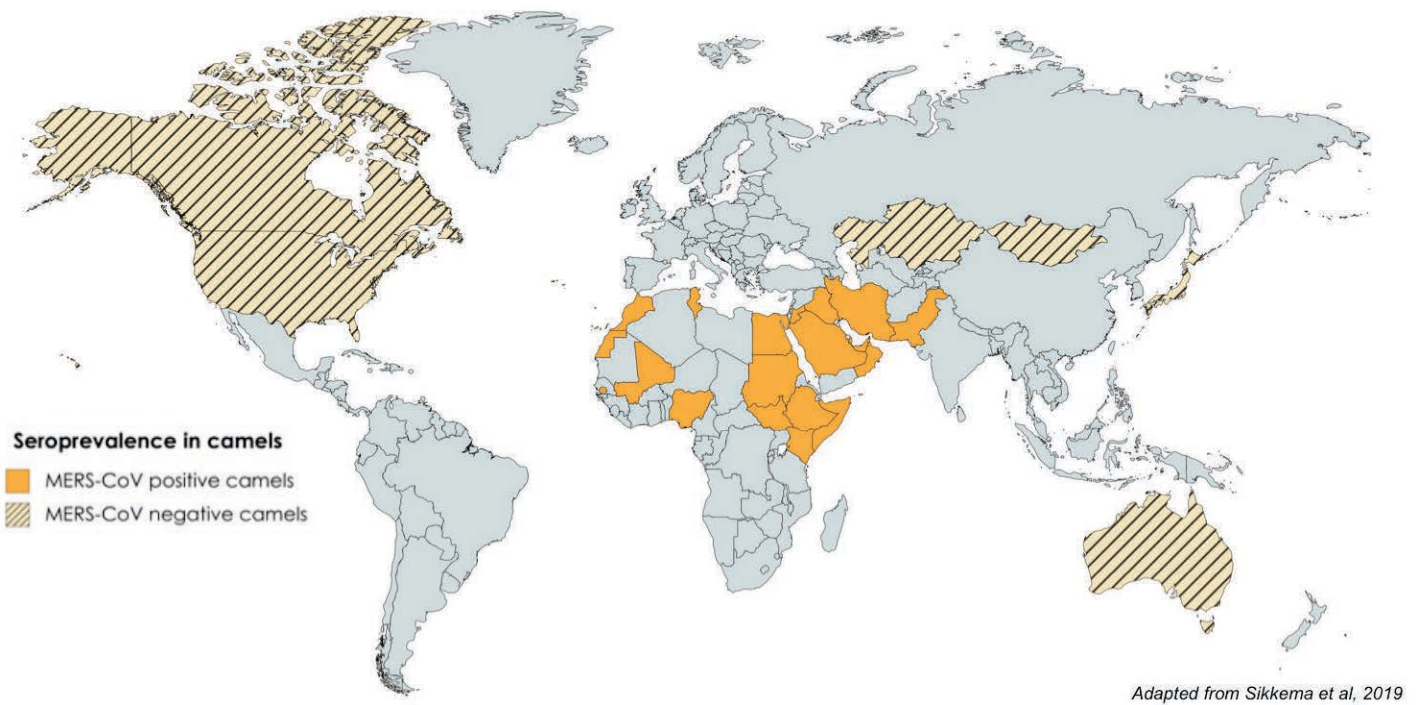 Seroprevalence in camels
MERS-CoV positive camels
MERS-CoV negative camels
Adapted from Sikkema et al, 2019